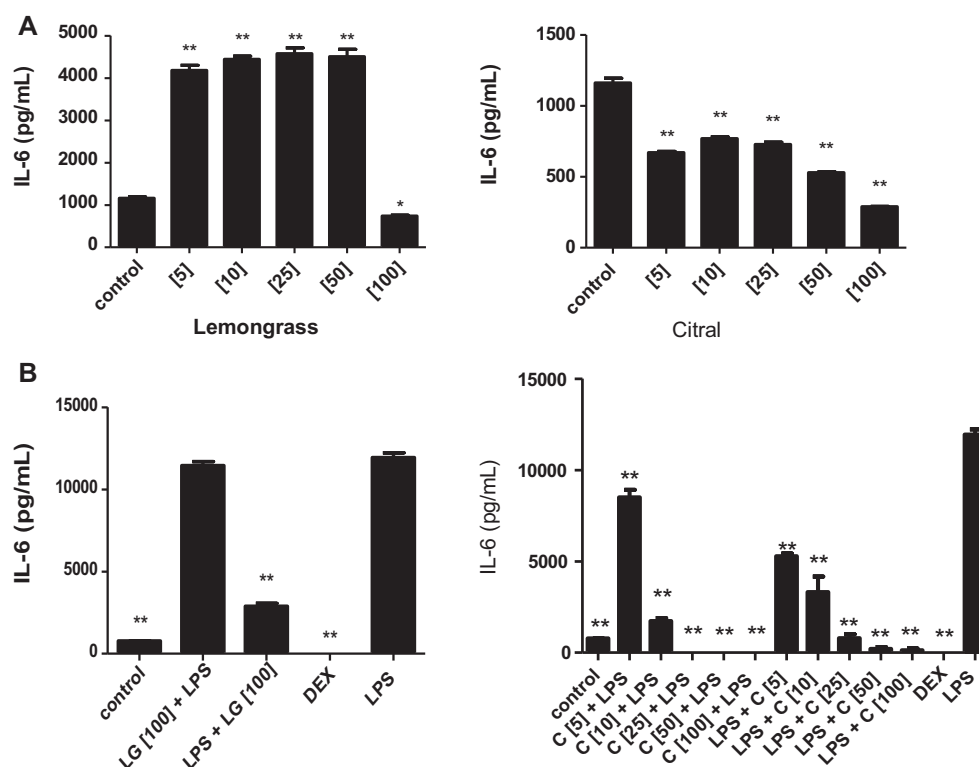 A
IL-6 (pg/mL)
5000
4000
3000
2000
1000
0
**
**
**
**
*
control
[5]
[10]
[25]
[50]
[100]
Lemongrass
IL-6 (pg/mL)
1500
1000
500
0
**
**
**
**
**
control
[5]
[10]
[25]
[50]
[100]
Citral
B
IL-6 (pg/mL)
15000
10000
5000
0
**
**
**
control
LG [100] + LPS
LPS + LG [100]
DEX
LPS
IL-6 (pg/mL)
15000
10000
5000
0
**
**
**
**
**
**
**
**
**
**
**
**
control
C [5] + LPS
C [10] + LPS
C [25] + LPS
C [50] + LPS
C [100] + LPS
LPS + C [5]
LPS + C [10]
LPS + C [25]
LPS + C [50]
LPS + C [100]
DEX
LPS